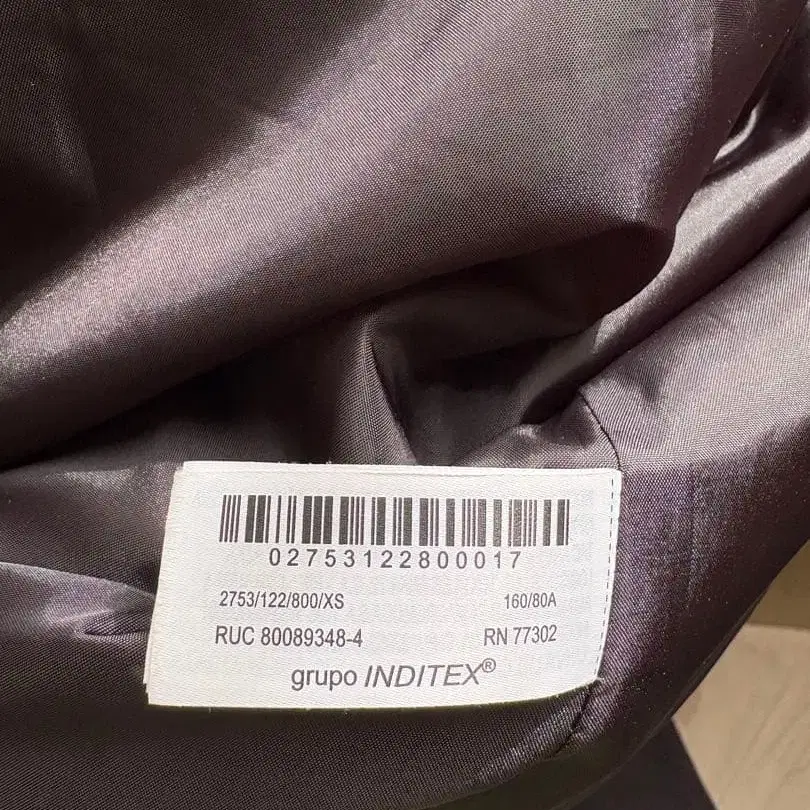 02753122800017
2753/122/800/XS 160/80A
RUC 80089348-4 RN 77302
grupo INDITEX®